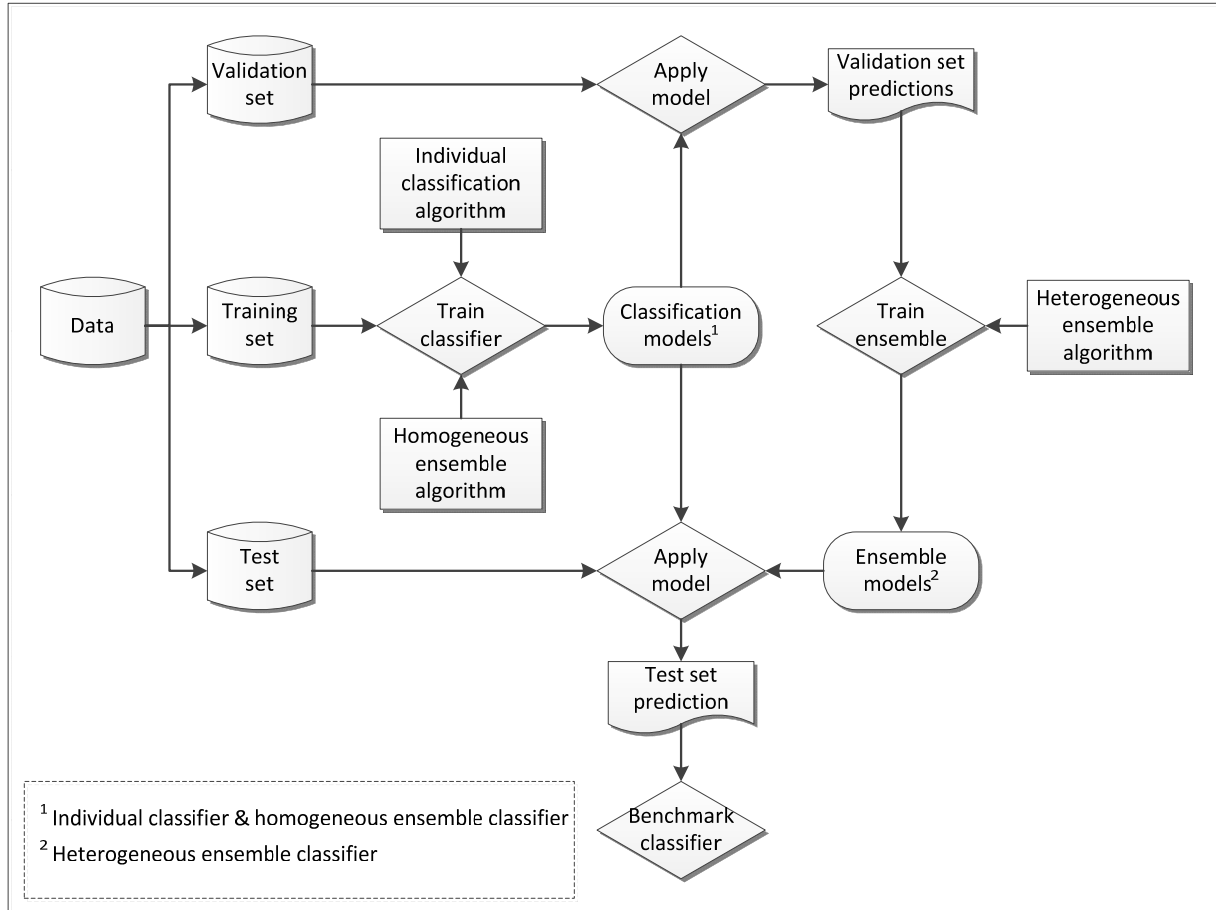 Validation
set
Apply
model
Validation set
predictions
Individual
classification
algorithm
Data
Training
set
Train
classifier
Classification
models¹
Train
ensemble
Heterogeneous
ensemble
algorithm
Homogeneous
ensemble
algorithm
Test
set
Apply
model
Ensemble
models²
Test set
prediction
Benchmark
classifier
¹ Individual classifier & homogeneous ensemble classifier
² Heterogeneous ensemble classifier